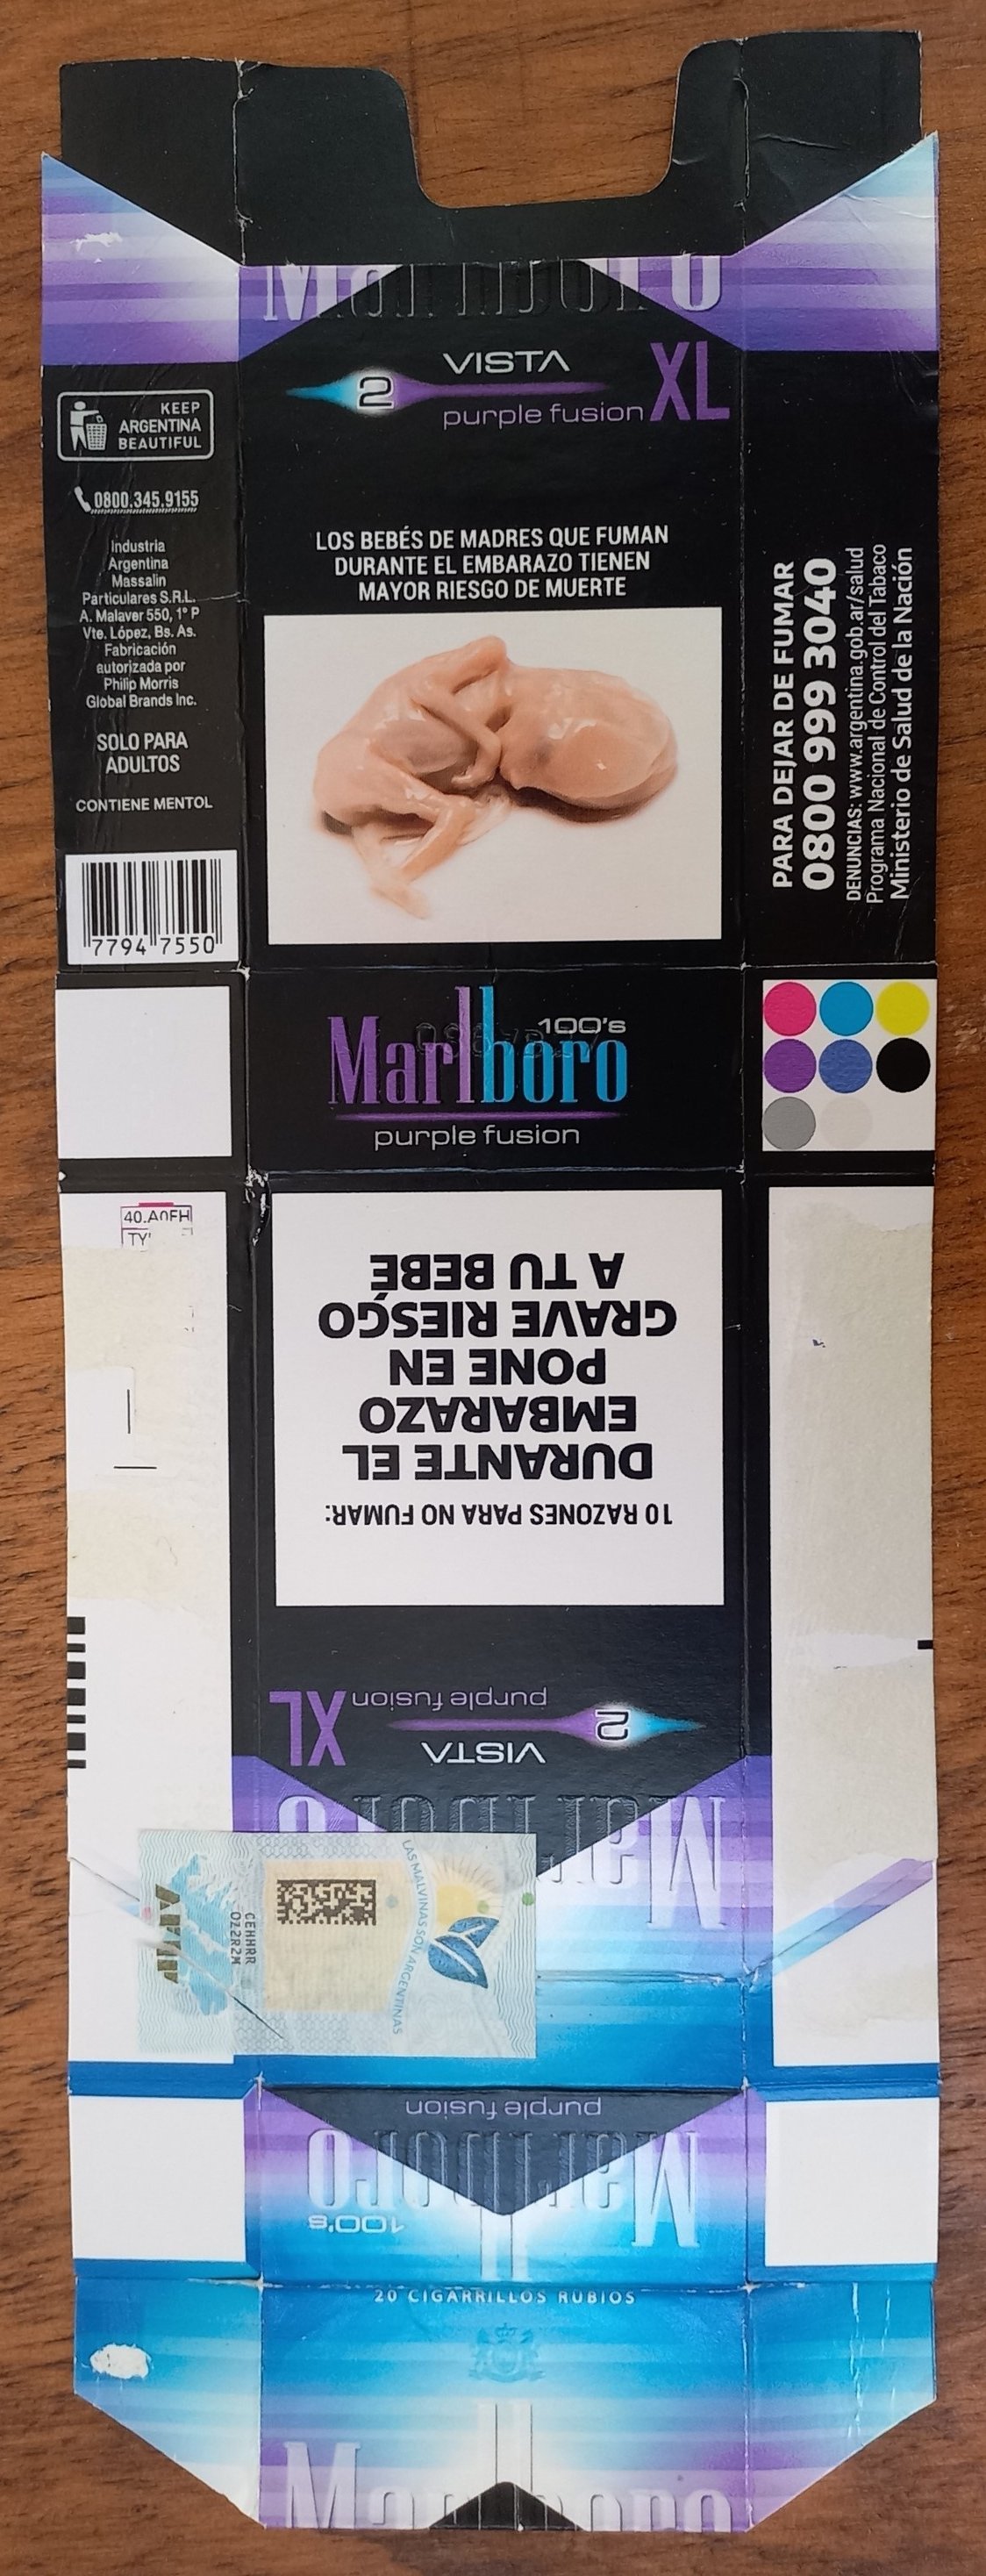 Marlboro
VISTA
2
purple fusion XL
KEEP
ARGENTINA
BEAUTIFUL
0800.345.9155
Industria
Argentina
Massalin
Particulares S.R.L.
A. Malaver 550, 1° P
Vte. López, Bs. As.
Fabricación
autorizada por
Philip Morris
Global Brands Inc.
SOLO PARA
ADULTOS
CONTIENE MENTOL
7794 7550
LOS BEBÉS DE MADRES QUE FUMAN
DURANTE EL EMBARAZO TIENEN
MAYOR RIESGO DE MUERTE
PARA DEJAR DE FUMAR
0800 999 3040
DENUNCIAS: www.argentina.gob.ar/salud
Programa Nacional de Control del Tabaco
Ministerio de Salud de la Nación
100's
Marlboro
purple fusion
40.A0FH
TY'
10 RAZONES PARA NO FUMAR:
DURANTE EL
EMBARAZO
PONE EN
GRAVE RIESGO
A TU BEBÉ
Marlboro
VISTA
2
purple fusion XL
LAS MALVINAS SON ARGENTINAS
CEHHRR
OZ2R2M
AFIP
100's
Marlboro
purple fusion
20 CIGARRILLOS RUBIOS
Marlboro